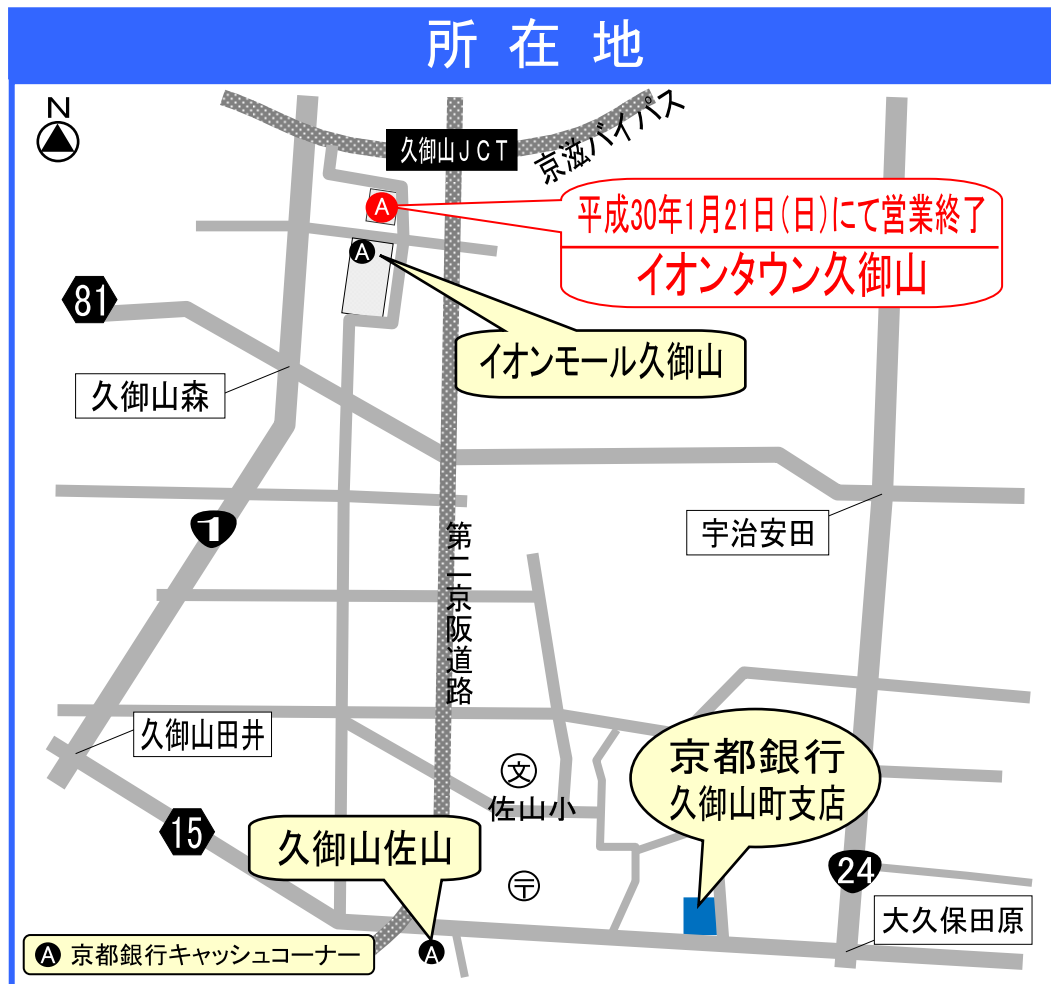 所在地
N
久御山JCT
京滋バイパス
A
平成30年1月21日(日)にて営業終了
イオンタウン久御山
A
81
イオンモール久御山
久御山森
1
宇治安田
第二京阪道路
久御山田井
京都銀行
久御山町支店
文
佐山小
15
久御山佐山
24
〒
大久保田原
A 京都銀行キャッシュコーナー
A